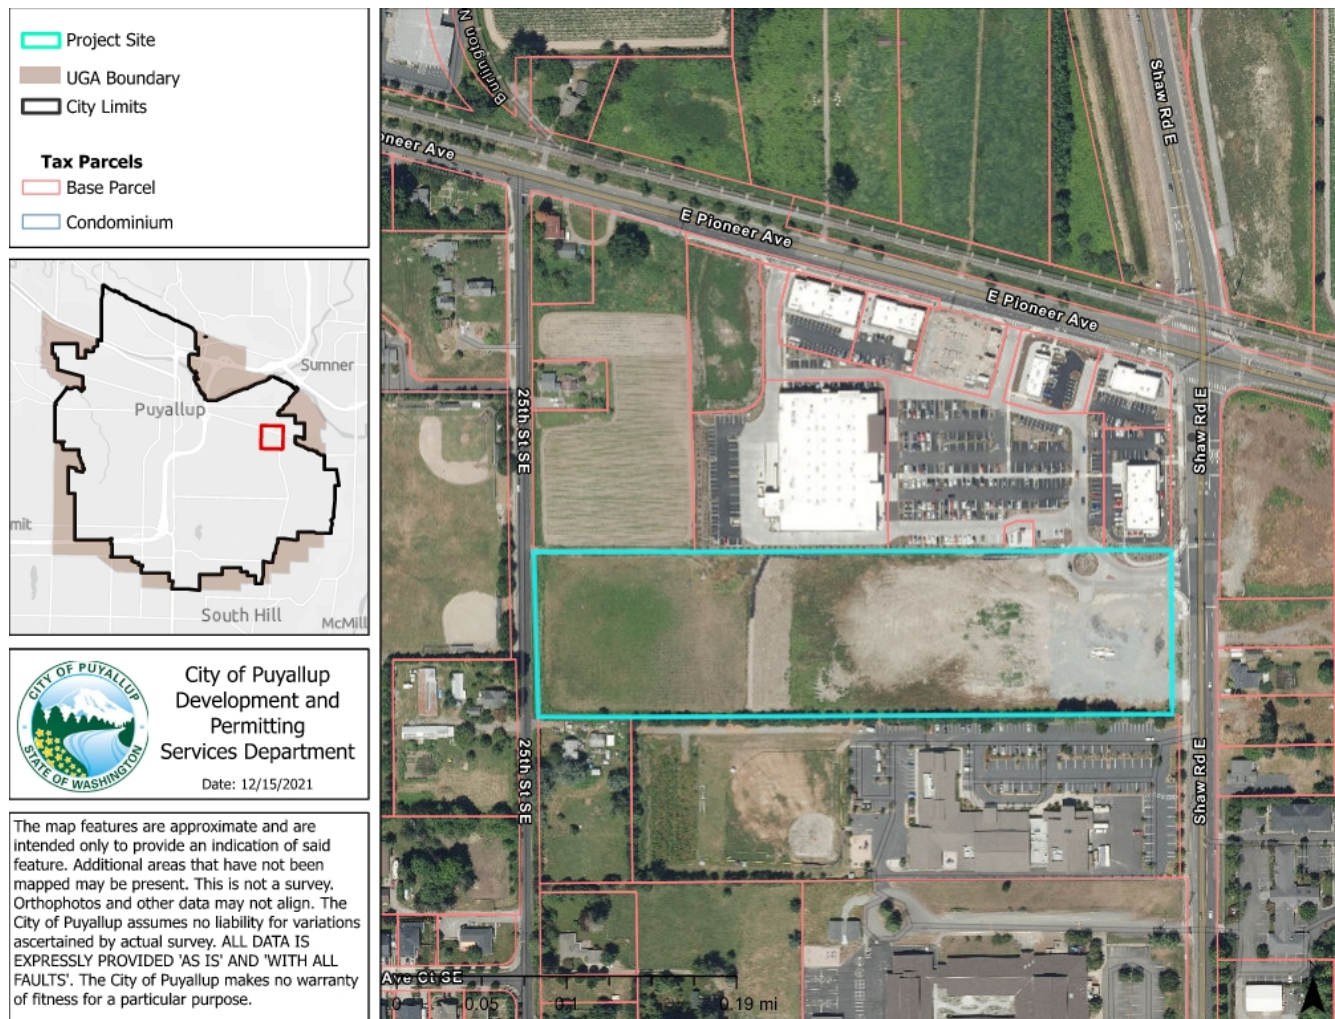 Project Site
UGA Boundary
City Limits
Tax Parcels
Base Parcel
Condominium
Sumner
Puyallup
mit
South Hill
McMill
CITY OF PUYALLUP
STATE OF WASHINGTON
City of Puyallup
Development and
Permitting
Services Department
Date: 12/15/2021
The map features are approximate and are
intended only to provide an indication of said
feature. Additional areas that have not been
mapped may be present. This is not a survey.
Orthophotos and other data may not align. The
City of Puyallup assumes no liability for variations
ascertained by actual survey. ALL DATA IS
EXPRESSLY PROVIDED 'AS IS' AND 'WITH ALL
FAULTS'. The City of Puyallup makes no warranty
of fitness for a particular purpose.
Burlington N
Shaw Rd E
oneer Ave
E Pioneer Ave
E Pioneer Ave
25th St SE
Shaw Rd E
25th St SE
Shaw Rd E
Ave Ct SE
0 0.05 0.1 0.19 mi